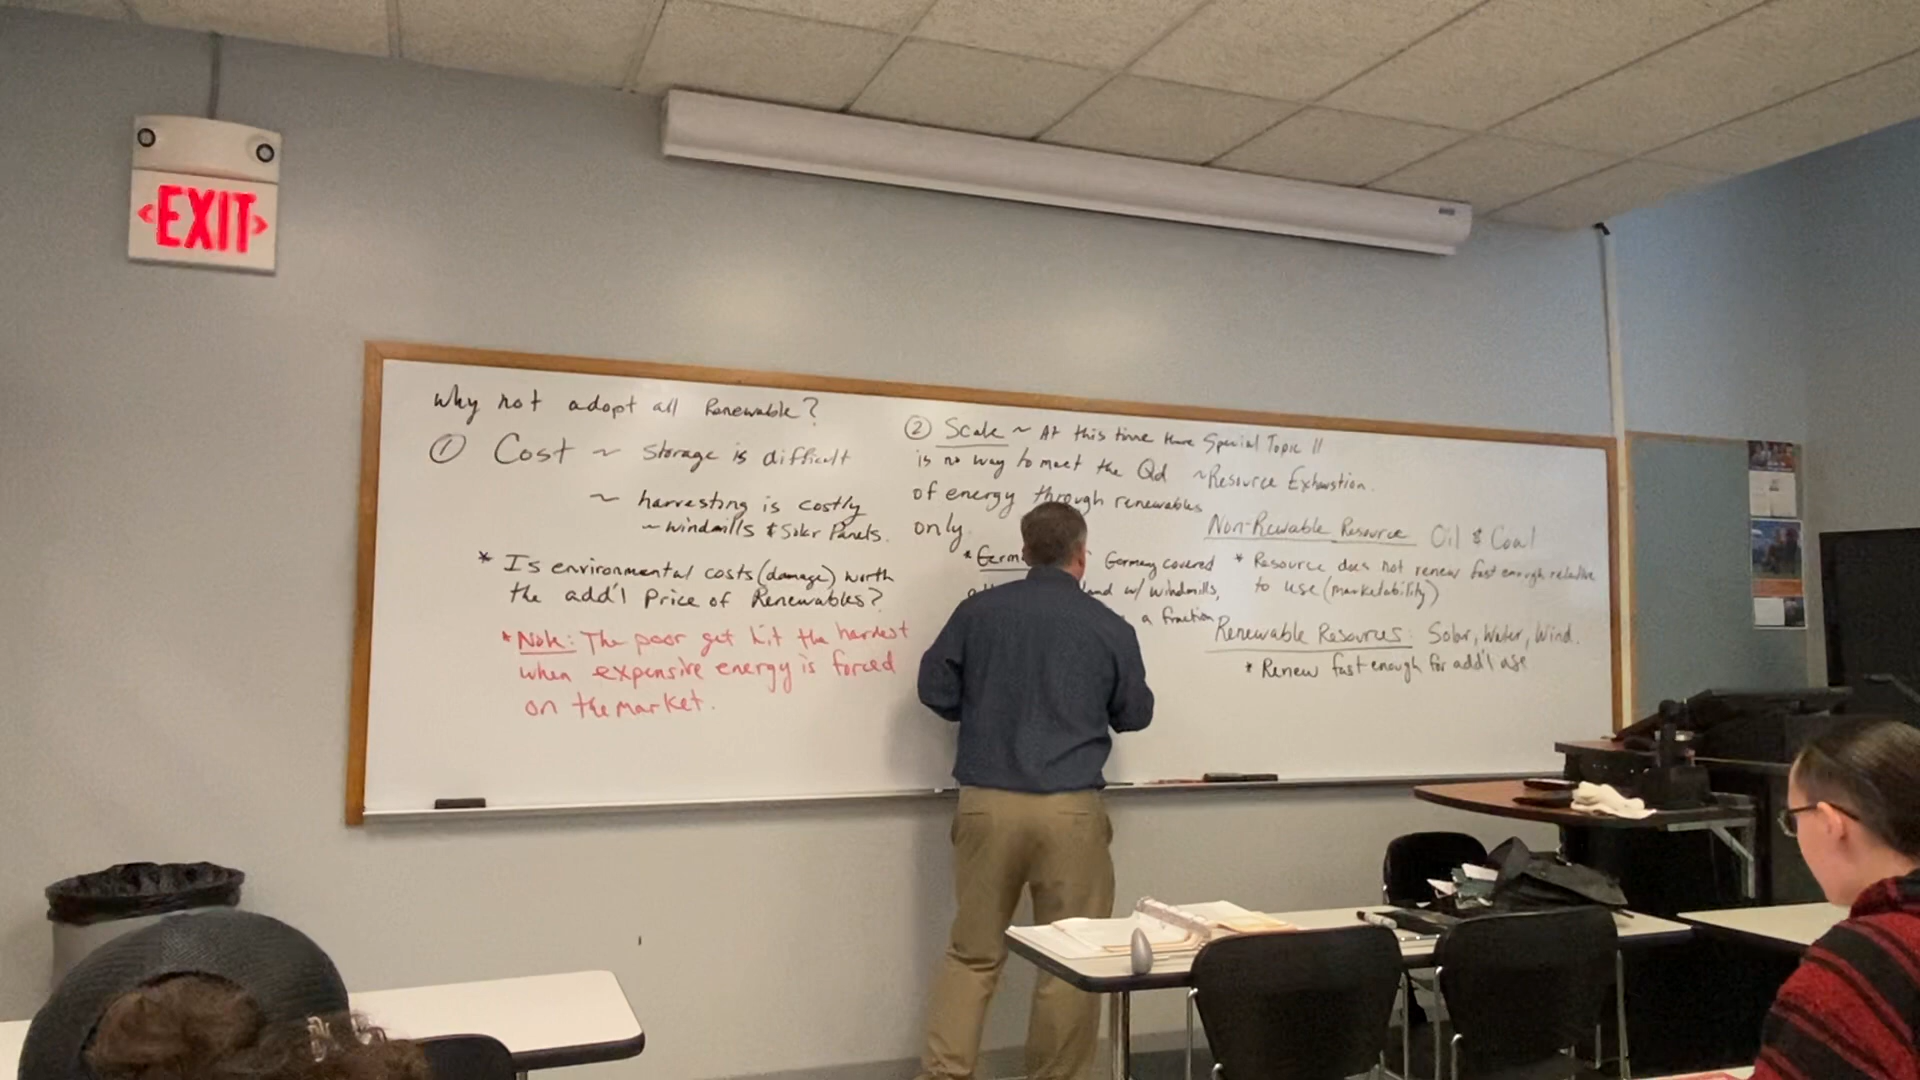 EXIT
Why not adopt all Renewable?
① Cost ~ Storage is difficult
~ harvesting is costly
~ windmills & Solar Panels.
* Is environmental costs (damage) worth
the add'l Price of Renewables?
* Note: The poor get hit the hardest
when expensive energy is forced
on the market.
② Scale ~ At this time there
is no way to meet the Qd
of energy through renewables
only.
Germany covered
land w/ windmills,
a fraction
Special Topic 11
~ Resource Exhaustion.
Non-Rewable Resource Oil & Coal
* Resource does not renew fast enough relative
to use (marketability)
Renewable Resources: Solar, Water, Wind.
* Renew fast enough for add'l use